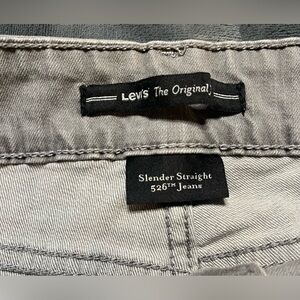 Levi's The Original
Slender Straight
526™ Jeans